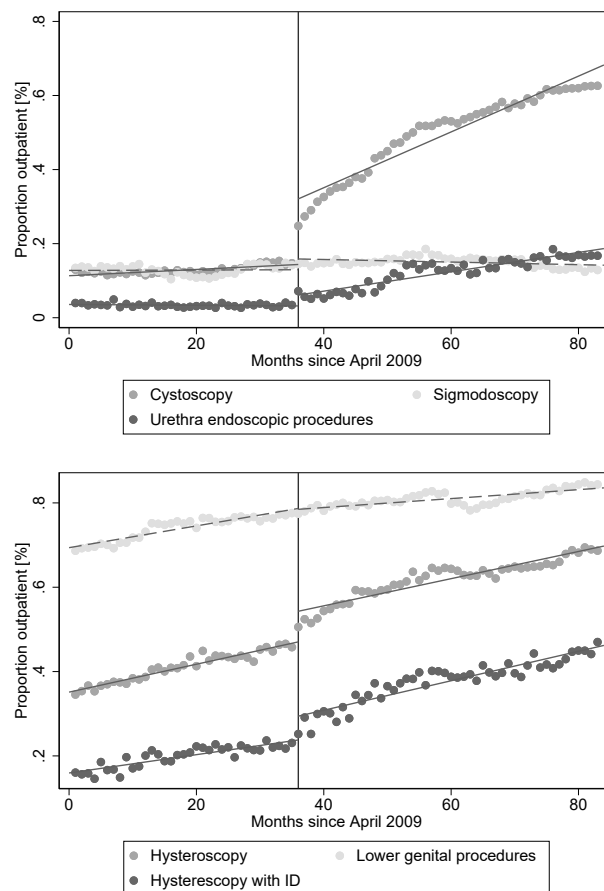 Proportion outpatient [%]
.8
.6
.4
.2
0
0 20 40 60 80
Months since April 2009
Cystoscopy Sigmodoscopy
Urethra endoscopic procedures
Proportion outpatient [%]
.8
.6
.4
.2
0 20 40 60 80
Months since April 2009
Hysteroscopy Lower genital procedures
Hysterescopy with ID